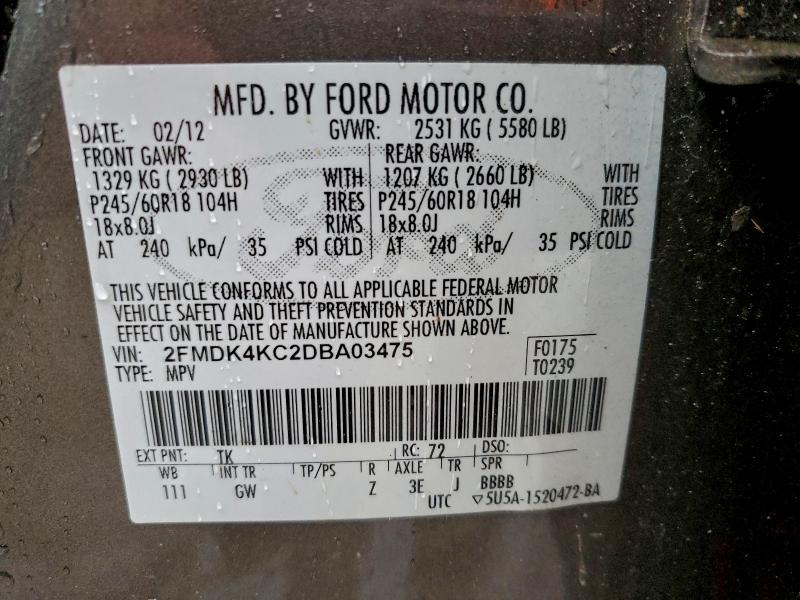 MFD. BY FORD MOTOR CO.
DATE: 02/12 GVWR: 2531 KG ( 5580 LB)
FRONT GAWR: REAR GAWR:
1329 KG ( 2930 LB) WITH 1207 KG ( 2660 LB) WITH
P245/60R18 104H TIRES P245/60R18 104H TIRES
18x8.0J RIMS 18x8.0J RIMS
AT 240 kPa/ 35 PSI COLD AT 240 kPa/ 35 PSI COLD
THIS VEHICLE CONFORMS TO ALL APPLICABLE FEDERAL MOTOR
VEHICLE SAFETY AND THEFT PREVENTION STANDARDS IN
EFFECT ON THE DATE OF MANUFACTURE SHOWN ABOVE.
VIN: 2FMDK4KC2DBA03475 F0175
TYPE: MPV T0239
EXT PNT: TK RC: 72 DSO:
WB INT TR TP/PS R AXLE TR SPR
111 GW Z 3E J BBBB
UTC ▽5U5A-1520472-BA